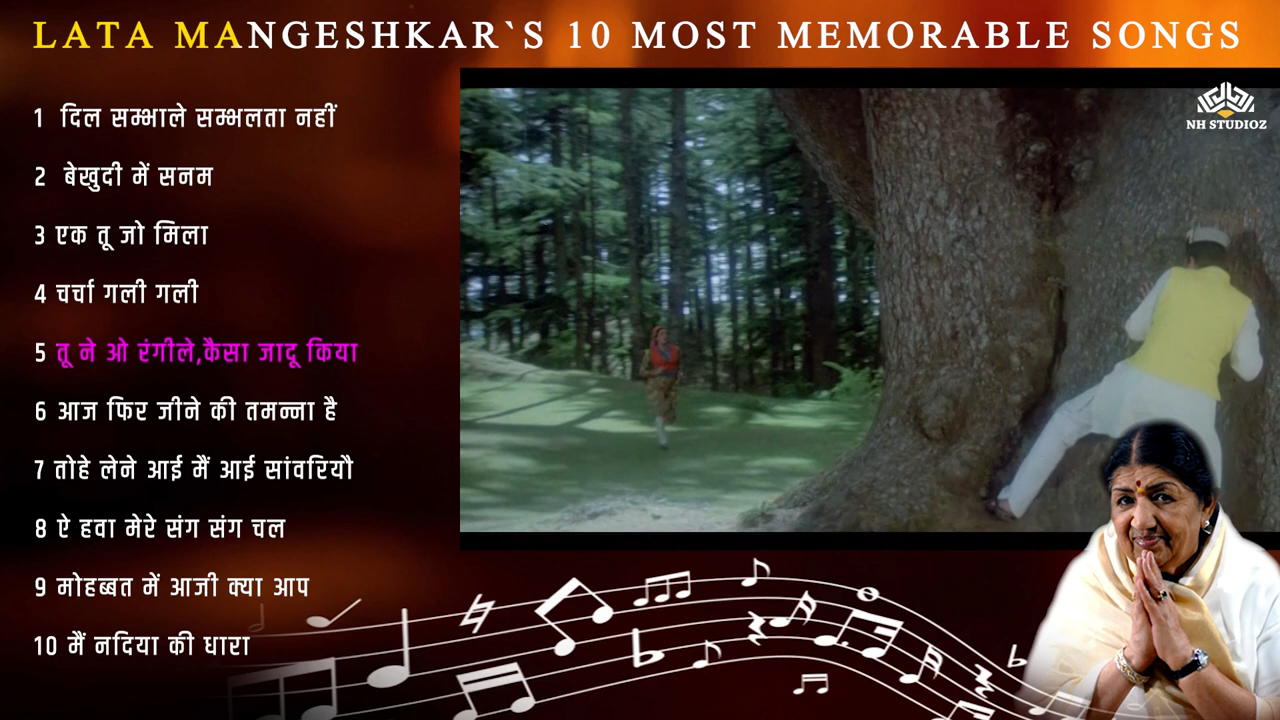 LATA MANGESHKAR`S 10 MOST MEMORABLE SONGS
NH STUDIOZ
1 दिल सम्भाले सम्भलता नहीं
2 बेखुदी में सनम
3 एक तू जो मिला
4 चर्चा गली गली
5 तू ने ओ रंगीले,कैसा जादू किया
6 आज फिर जीने की तमन्ना है
7 तोहे लेने आई मैं आई सांवरियौ
8 ऐ हवा मेरे संग संग चल
9 मोहब्बत में आजी क्या आप
10 मैं नदिया की धारा